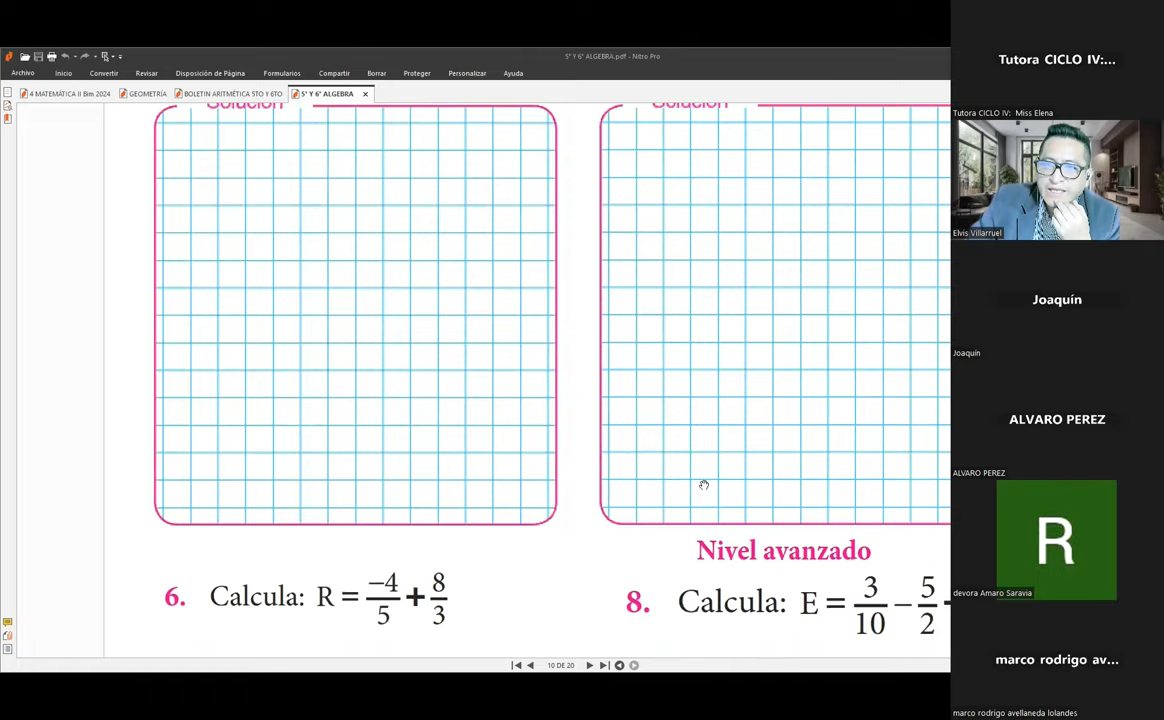 5° Y 6° ALGEBRA.pdf - Nitro Pro
Archivo Inicio Convertir Revisar Disposición de Página Formularios Compartir Borrar Proteger Personalizar Ayuda
4 MATEMÁTICA II Bim 2024 GEOMETRÍA BOLETIN ARITMÉTICA 5TO Y 6TO 5° Y 6° ALGEBRA
Solución Solución
Nivel avanzado
6. Calcula: R = -4/5 + 8/3
8. Calcula: E = 3/10 − 5/2
10 DE 20
Tutora CICLO IV:...
Tutora CICLO IV: Miss Elena
Elvis Villarruel
Joaquín
Joaquín
ALVARO PEREZ
ALVARO PEREZ
R
devora Amaro Saravia
marco rodrigo av...
marco rodrigo avellaneda lolandes